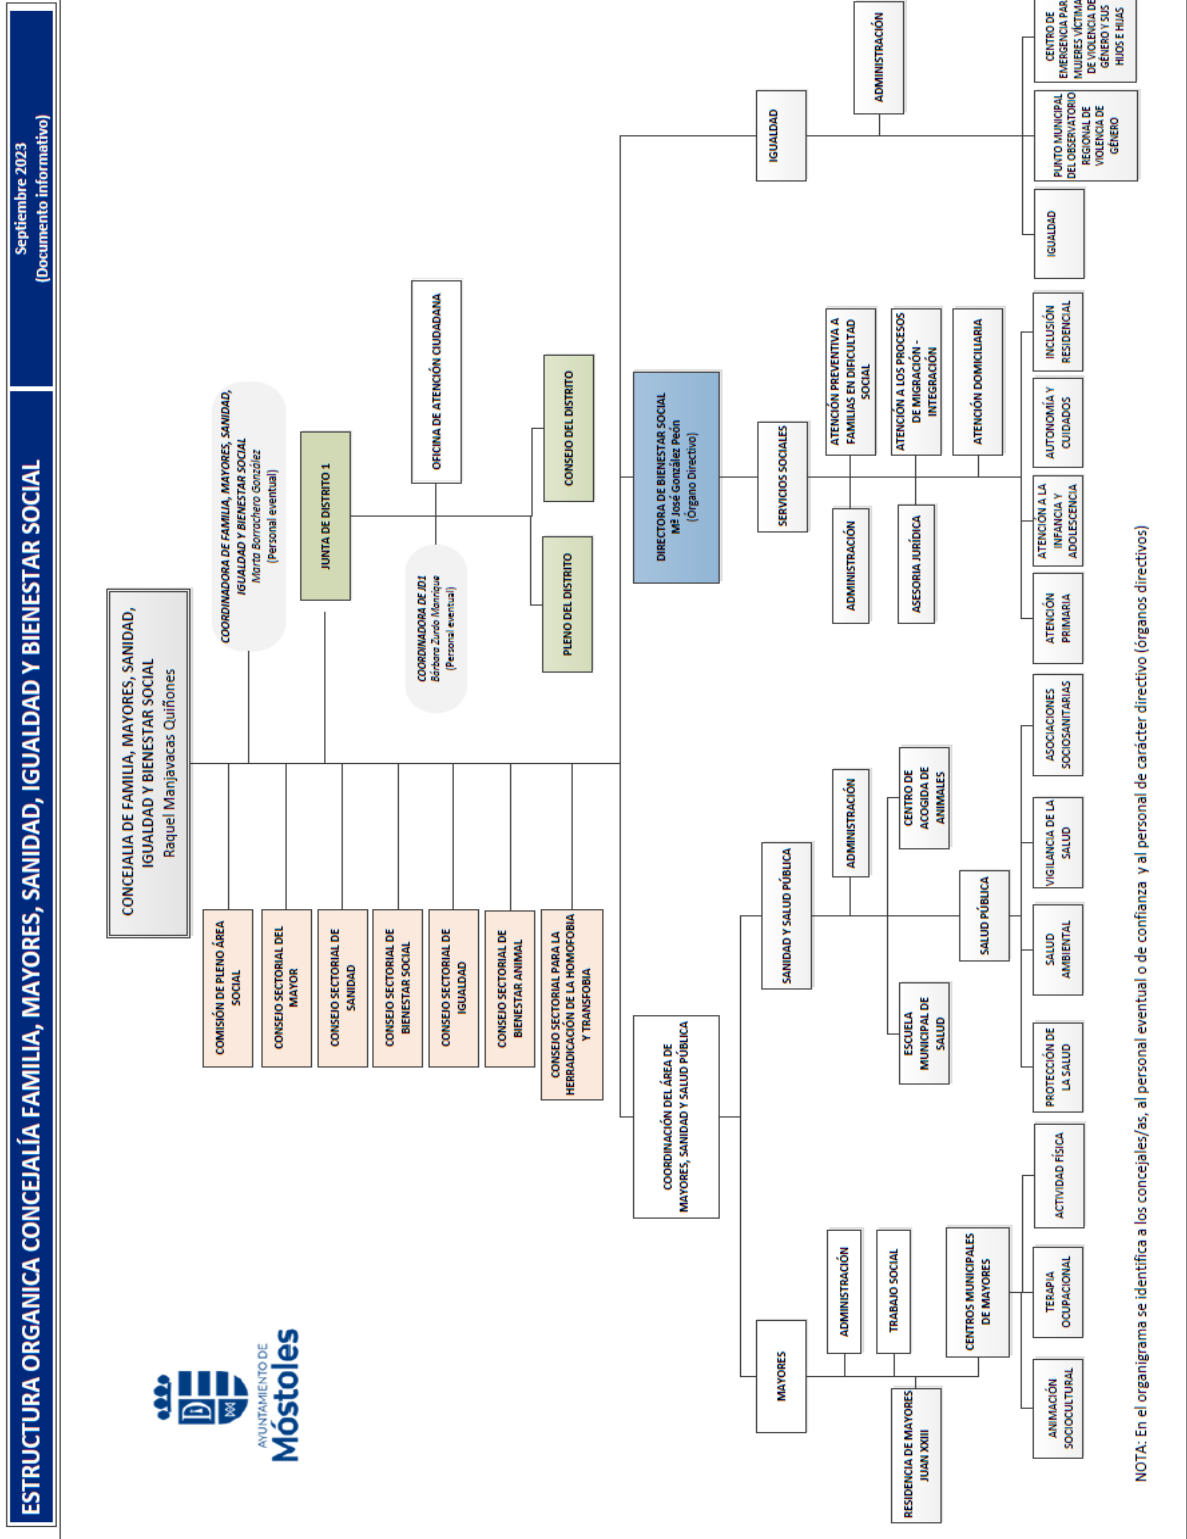 ESTRUCTURA ORGANICA CONCEJALÍA FAMILIA, MAYORES, SANIDAD, IGUALDAD Y BIENESTAR SOCIAL
Septiembre 2023
(Documento informativo)
AYUNTAMIENTO DE
Móstoles
CONCEJALIA DE FAMILIA, MAYORES, SANIDAD,
IGUALDAD Y BIENESTAR SOCIAL
Raquel Manjavacas Quiñones
COORDINADORA DE FAMILIA, MAYORES, SANIDAD,
IGUALDAD Y BIENESTAR SOCIAL
Marta Borrachero González
(Personal eventual)
COMISIÓN DE PLENO ÁREA
SOCIAL
CONSEJO SECTORIAL DEL
MAYOR
CONSEJO SECTORIAL DE
SANIDAD
CONSEJO SECTORIAL DE
BIENESTAR SOCIAL
CONSEJO SECTORIAL DE
IGUALDAD
CONSEJO SECTORIAL DE
BIENESTAR ANIMAL
CONSEJO SECTORIAL PARA LA
HERRADICACIÓN DE LA HOMOFOBIA
Y TRANSFOBIA
JUNTA DE DISTRITO 1
COORDINADORA DE JD1
Bárbara Zurdo Manrique
(Personal eventual)
OFICINA DE ATENCIÓN CIUDADANA
PLENO DEL DISTRITO
CONSEJO DEL DISTRITO
COORDINACIÓN DEL ÁREA DE
MAYORES, SANIDAD Y SALUD PÚBLICA
DIRECTORA DE BIENESTAR SOCIAL
Mª José González Peón
(Órgano Directivo)
MAYORES
ADMINISTRACIÓN
TRABAJO SOCIAL
RESIDENCIA DE MAYORES
JUAN XXIII
CENTROS MUNICIPALES
DE MAYORES
ANIMACIÓN
SOCIOCULTURAL
TERAPIA
OCUPACIONAL
ACTIVIDAD FÍSICA
SANIDAD Y SALUD PÚBLICA
ADMINISTRACIÓN
ESCUELA
MUNICIPAL DE
SALUD
CENTRO DE
ACOGIDA DE
ANIMALES
SALUD PÚBLICA
PROTECCIÓN DE
LA SALUD
SALUD
AMBIENTAL
VIGILANCIA DE LA
SALUD
ASOCIACIONES
SOCIOSANITARIAS
SERVICIOS SOCIALES
ADMINISTRACIÓN
ATENCIÓN PREVENTIVA A
FAMILIAS EN DIFICULTAD
SOCIAL
ASESORIA JURÍDICA
ATENCIÓN A LOS PROCESOS
DE MIGRACIÓN -
INTEGRACIÓN
ATENCIÓN DOMICILIARIA
ATENCIÓN
PRIMARIA
ATENCIÓN A LA
INFANCIA Y
ADOLESCENCIA
AUTONOMÍA Y
CUIDADOS
INCLUSIÓN
RESIDENCIAL
IGUALDAD
ADMINISTRACIÓN
IGUALDAD
PUNTO MUNICIPAL
DEL OBSERVATORIO
REGIONAL DE
VIOLENCIA DE
GÉNERO
CENTRO DE
EMERGENCIA PARA
MUJERES VÍCTIMA
DE VIOLENCIA DE
GÉNERO Y SUS
HIJOS E HIJAS
NOTA: En el organigrama se identifica a los concejales/as, al personal eventual o de confianza y al personal de carácter directivo (órganos directivos)